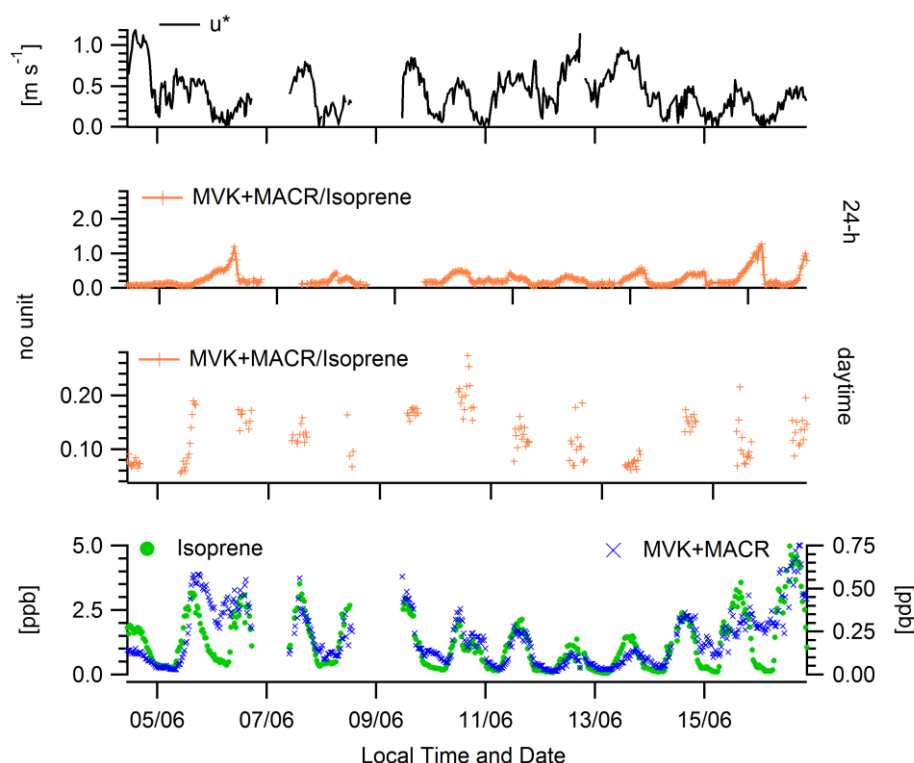 u*
1.0
0.5
0.0
[m s⁻¹]
MVK+MACR/Isoprene
2.0
1.0
0.0
24-h
no unit
MVK+MACR/Isoprene
0.20
0.10
daytime
Isoprene
MVK+MACR
5.0
2.5
0.0
[ppb]
0.75
0.50
0.25
0.00
[ppb]
05/06 07/06 09/06 11/06 13/06 15/06
Local Time and Date